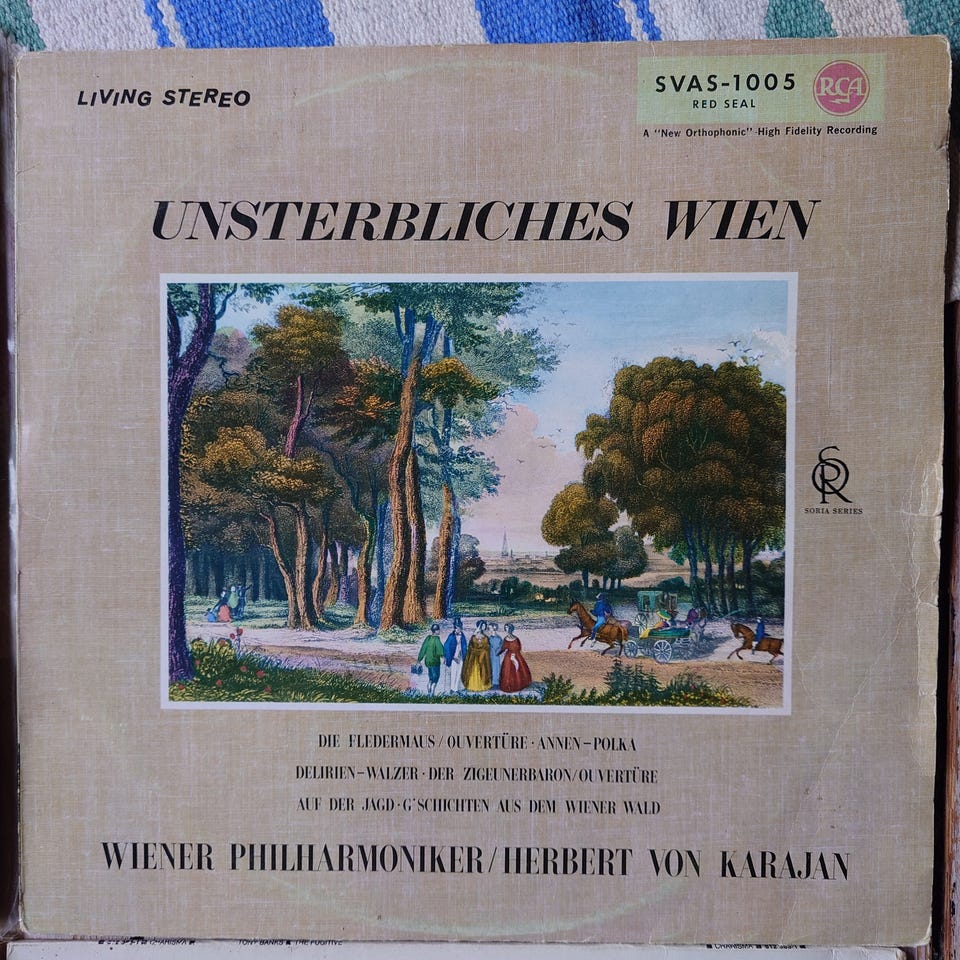 LIVING STEREO
SVAS-1005
RED SEAL
RCA
A "New Orthophonic" High Fidelity Recording
UNSTERBLICHES WIEN
SR
SORIA SERIES
DIE FLEDERMAUS/OUVERTÜRE · ANNEN-POLKA
DELIRIEN-WALZER · DER ZIGEUNERBARON/OUVERTÜRE
AUF DER JAGD · G'SCHICHTEN AUS DEM WIENER WALD
WIENER PHILHARMONIKER/HERBERT VON KARAJAN
CHARISMA
TONY BANKS ■ THE FUGITIVE
CHARISMA